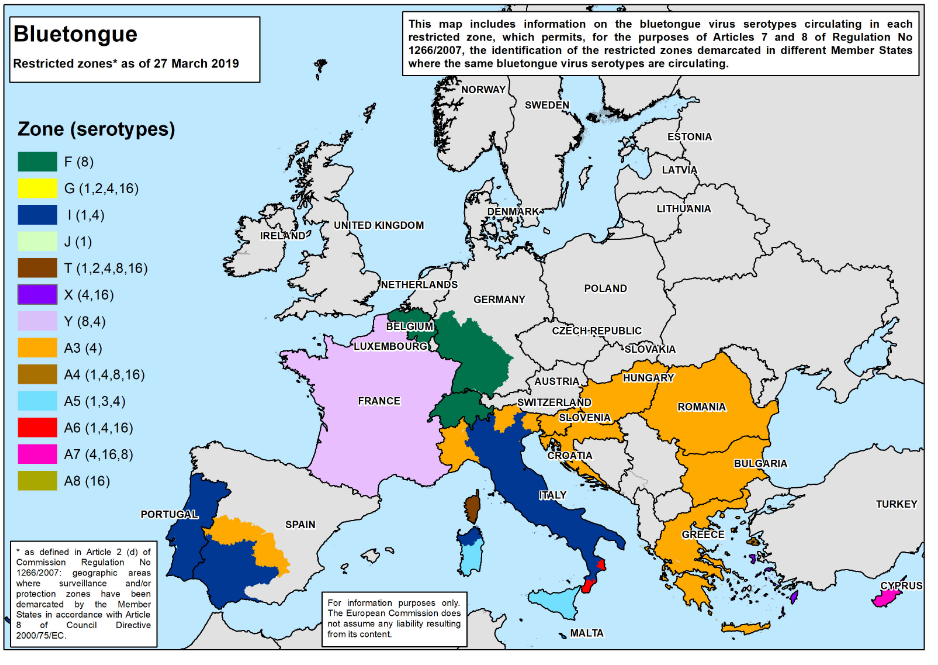 Bluetongue
Restricted zones* as of 27 March 2019
This map includes information on the bluetongue virus serotypes circulating in each
restricted zone, which permits, for the purposes of Articles 7 and 8 of Regulation No
1266/2007, the identification of the restricted zones demarcated in different Member States
where the same bluetongue virus serotypes are circulating.
Zone (serotypes)
F (8)
G (1,2,4,16)
I (1,4)
J (1)
T (1,2,4,8,16)
X (4,16)
Y (8,4)
A3 (4)
A4 (1,4,8,16)
A5 (1,3,4)
A6 (1,4,16)
A7 (4,16,8)
A8 (16)
NORWAY
SWEDEN
ESTONIA
LATVIA
LITHUANIA
DENMARK
UNITED KINGDOM
IRELAND
NETHERLANDS
GERMANY
POLAND
BELGIUM
CZECH REPUBLIC
LUXEMBOURG
SLOVAKIA
AUSTRIA
HUNGARY
FRANCE
SWITZERLAND
ROMANIA
SLOVENIA
CROATIA
BULGARIA
ITALY
PORTUGAL
SPAIN
TURKEY
GREECE
CYPRUS
MALTA
* as defined in Article 2 (d) of
Commission Regulation No
1266/2007: geographic areas
where surveillance and/or
protection zones have been
demarcated by the Member
States in accordance with Article
8 of Council Directive
2000/75/EC.
For information purposes only.
The European Commission does
not assume any liability resulting
from its content.